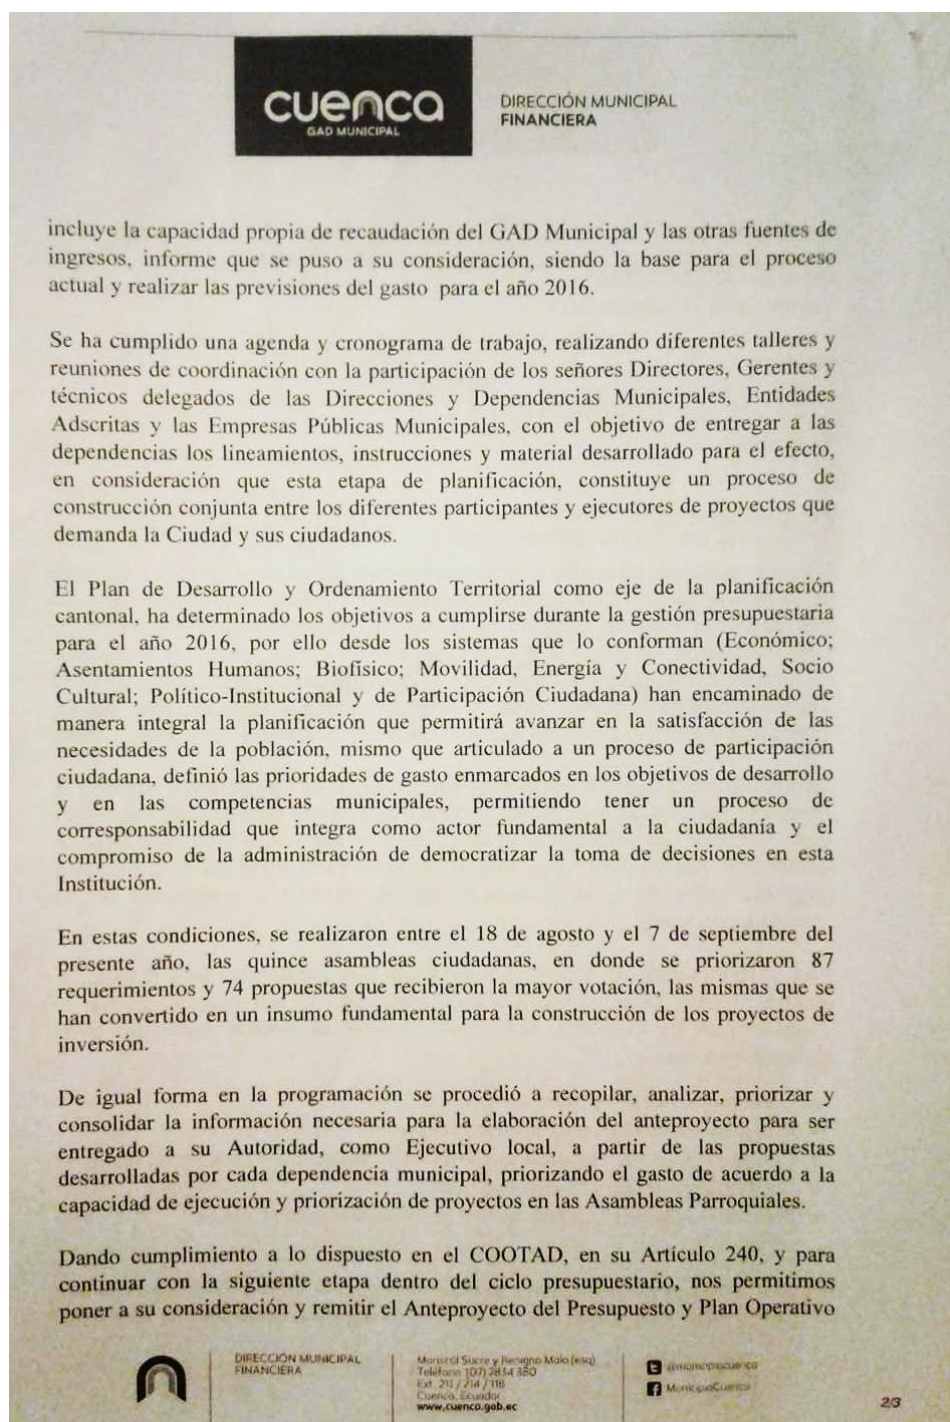 cuenca
GAD MUNICIPAL
DIRECCIÓN MUNICIPAL
FINANCIERA
incluye la capacidad propia de recaudación del GAD Municipal y las otras fuentes de
ingresos, informe que se puso a su consideración, siendo la base para el proceso
actual y realizar las previsiones del gasto para el año 2016.
Se ha cumplido una agenda y cronograma de trabajo, realizando diferentes talleres y
reuniones de coordinación con la participación de los señores Directores, Gerentes y
técnicos delegados de las Direcciones y Dependencias Municipales, Entidades
Adscritas y las Empresas Públicas Municipales, con el objetivo de entregar a las
dependencias los lineamientos, instrucciones y material desarrollado para el efecto,
en consideración que esta etapa de planificación, constituye un proceso de
construcción conjunta entre los diferentes participantes y ejecutores de proyectos que
demanda la Ciudad y sus ciudadanos.
El Plan de Desarrollo y Ordenamiento Territorial como eje de la planificación
cantonal, ha determinado los objetivos a cumplirse durante la gestión presupuestaria
para el año 2016, por ello desde los sistemas que lo conforman (Económico;
Asentamientos Humanos; Biofísico; Movilidad, Energía y Conectividad, Socio
Cultural; Político-Institucional y de Participación Ciudadana) han encaminado de
manera integral la planificación que permitirá avanzar en la satisfacción de las
necesidades de la población, mismo que articulado a un proceso de participación
ciudadana, definió las prioridades de gasto enmarcados en los objetivos de desarrollo
y en las competencias municipales, permitiendo tener un proceso de
corresponsabilidad que integra como actor fundamental a la ciudadanía y el
compromiso de la administración de democratizar la toma de decisiones en esta
Institución.
En estas condiciones, se realizaron entre el 18 de agosto y el 7 de septiembre del
presente año, las quince asambleas ciudadanas, en donde se priorizaron 87
requerimientos y 74 propuestas que recibieron la mayor votación, las mismas que se
han convertido en un insumo fundamental para la construcción de los proyectos de
inversión.
De igual forma en la programación se procedió a recopilar, analizar, priorizar y
consolidar la información necesaria para la elaboración del anteproyecto para ser
entregado a su Autoridad, como Ejecutivo local, a partir de las propuestas
desarrolladas por cada dependencia municipal, priorizando el gasto de acuerdo a la
capacidad de ejecución y priorización de proyectos en las Asambleas Parroquiales.
Dando cumplimiento a lo dispuesto en el COOTAD, en su Artículo 240, y para
continuar con la siguiente etapa dentro del ciclo presupuestario, nos permitimos
poner a su consideración y remitir el Anteproyecto del Presupuesto y Plan Operativo
DIRECCIÓN MUNICIPAL
FINANCIERA
Mariscal Sucre y Benigno Malo (esq)
Teléfono (07) 2834 380
Ext. 211 / 214 / 118
Cuenca, Ecuador
www.cuenca.gob.ec
@municipiocuenca
MunicipioCuenca
2/3